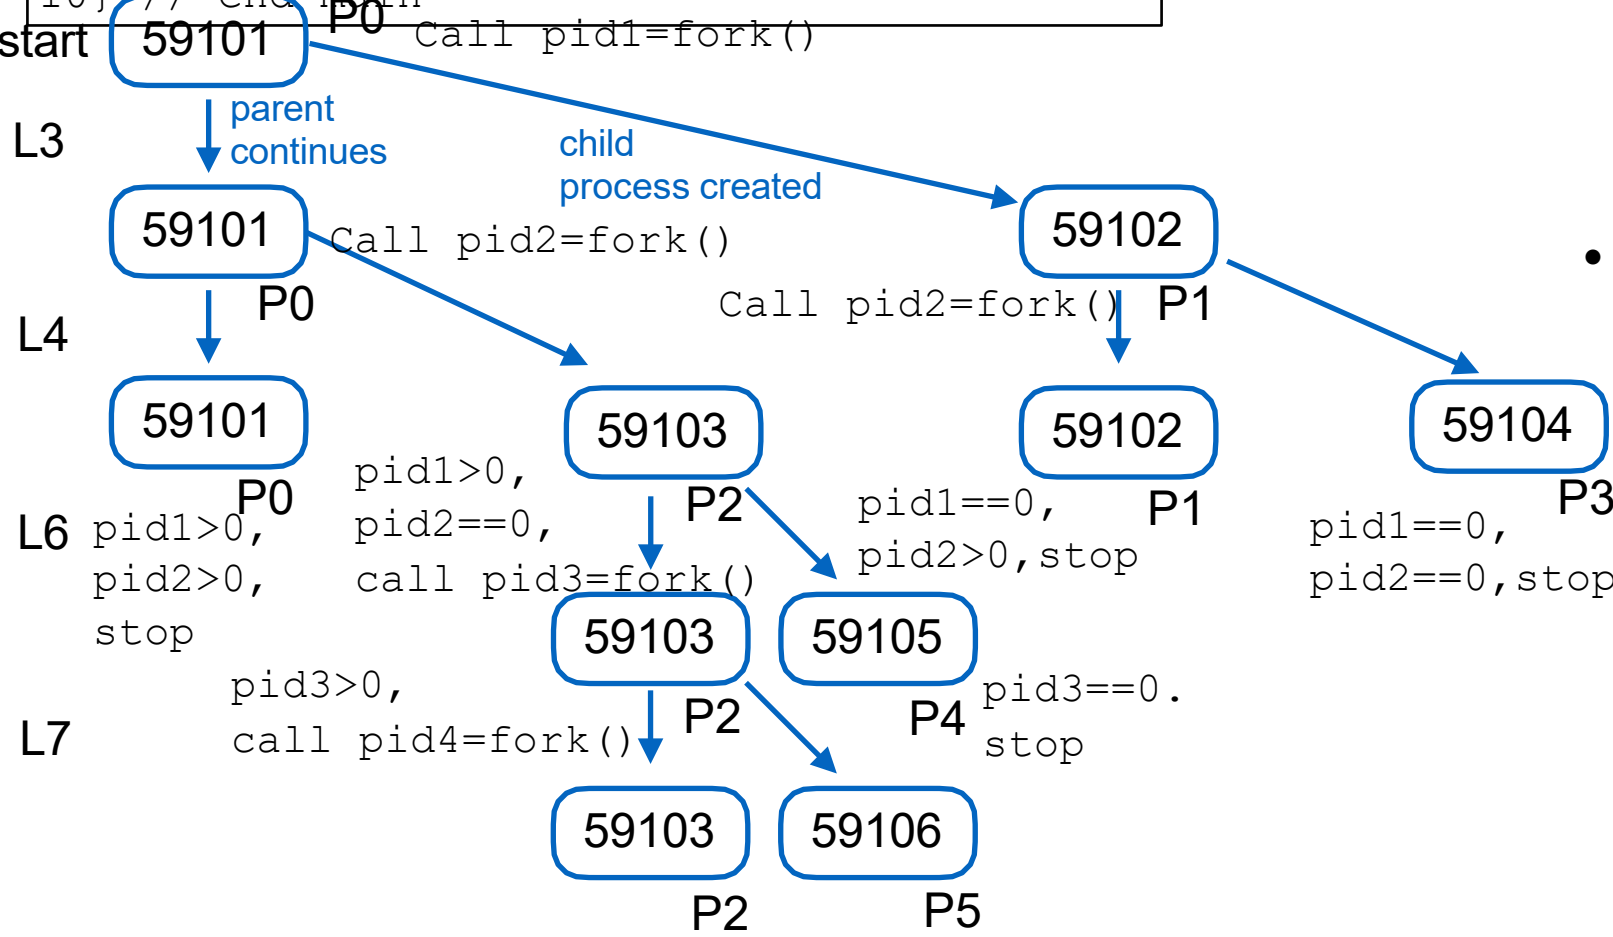 10} // end main
start 59101 P0 Call pid1=fork()
parent
continues
L3
child
process created
59101 Call pid2=fork() 59102
•
P0 Call pid2=fork() P1
L4
59101 59103 59102 59104
P0 P2 P1 P3
L6
pid1>0,
pid2>0,
stop
pid1>0,
pid2==0,
call pid3=fork()
pid1==0,
pid2>0,stop
pid1==0,
pid2==0,stop
59103 59105
P2 P4
pid3>0,
call pid4=fork()
pid3==0.
stop
L7
59103 59106
P2 P5